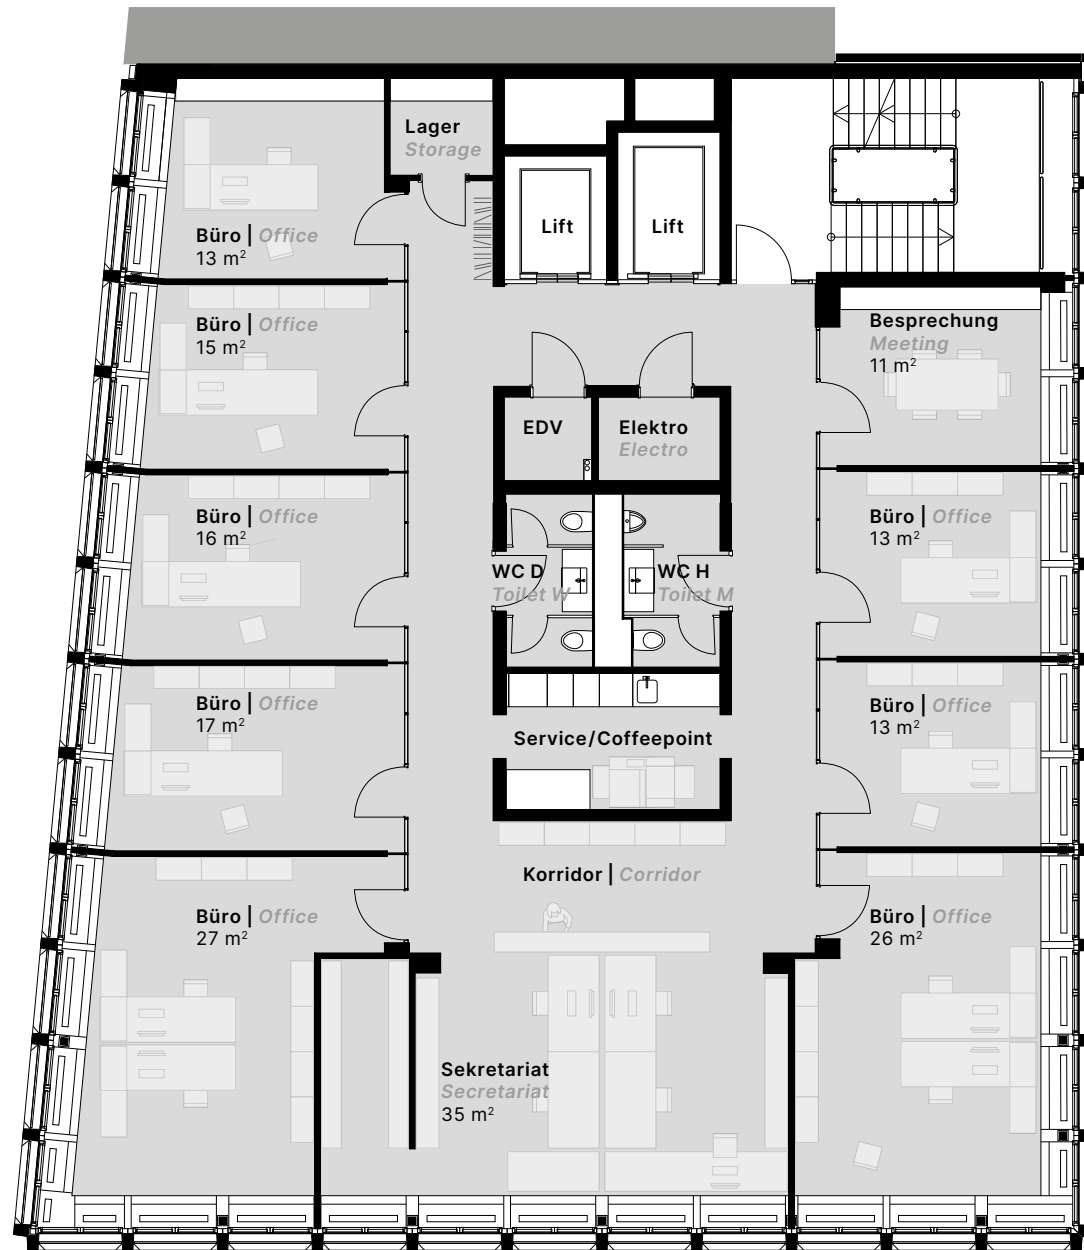 Lager
Storage
Lift
Lift
Büro | Office
13 m²
Büro | Office
15 m²
Besprechung
Meeting
11 m²
EDV
Elektro
Electro
Büro | Office
16 m²
Büro | Office
13 m²
WC D
Toilet W
WC H
Toilet M
Büro | Office
17 m²
Büro | Office
13 m²
Service/Coffeepoint
Korridor | Corridor
Büro | Office
27 m²
Büro | Office
26 m²
Sekretariat
Secretariat
35 m²